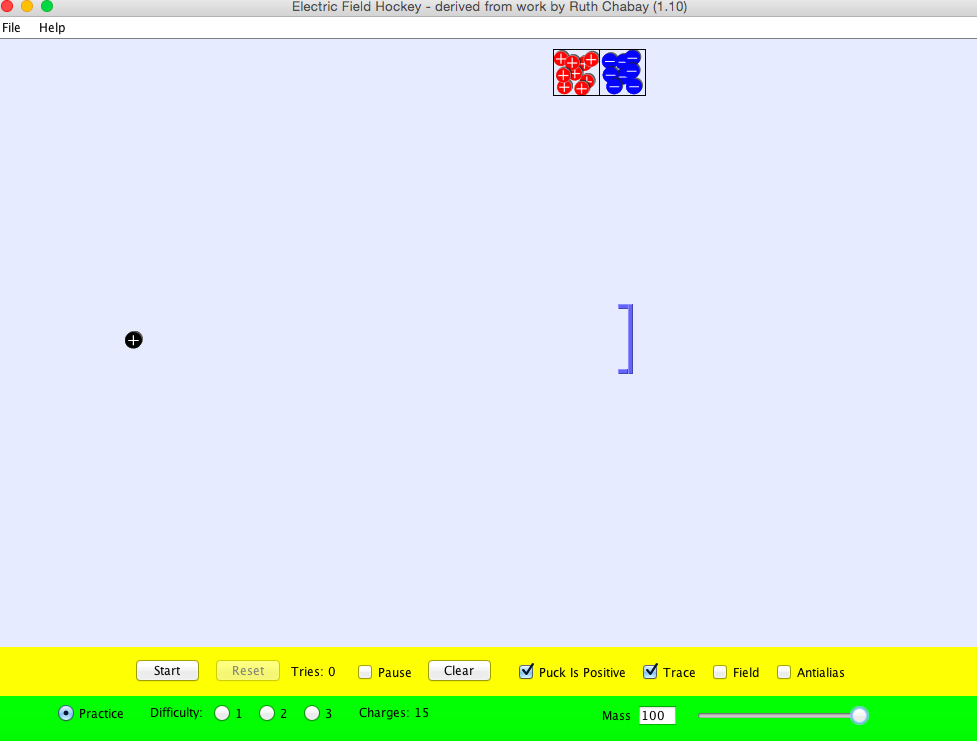 Electric Field Hockey - derived from work by Ruth Chabay (1.10)
File Help
Start Reset Tries: 0 Pause Clear Puck Is Positive Trace Field Antialias
Practice Difficulty: 1 2 3 Charges: 15 Mass 100